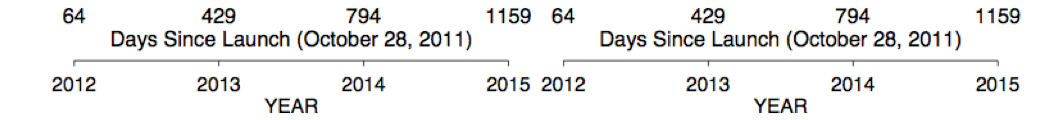 64 429 794 1159 64 429 794 1159
Days Since Launch (October 28, 2011) Days Since Launch (October 28, 2011)
2012 2013 2014 2015 2012 2013 2014 2015
YEAR YEAR